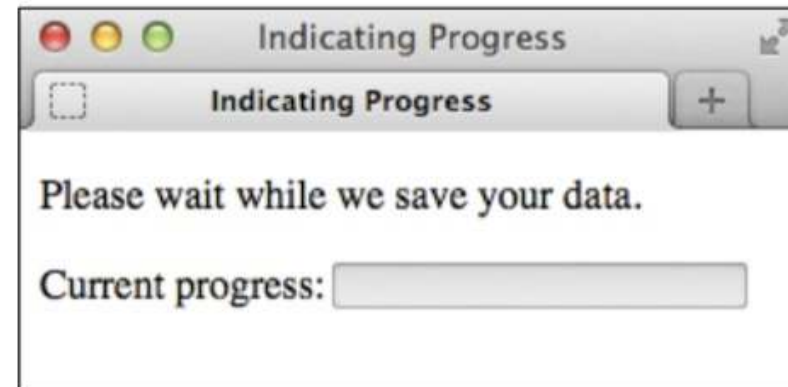 Indicating Progress
Indicating Progress
+
Please wait while we save your data.
Current progress: